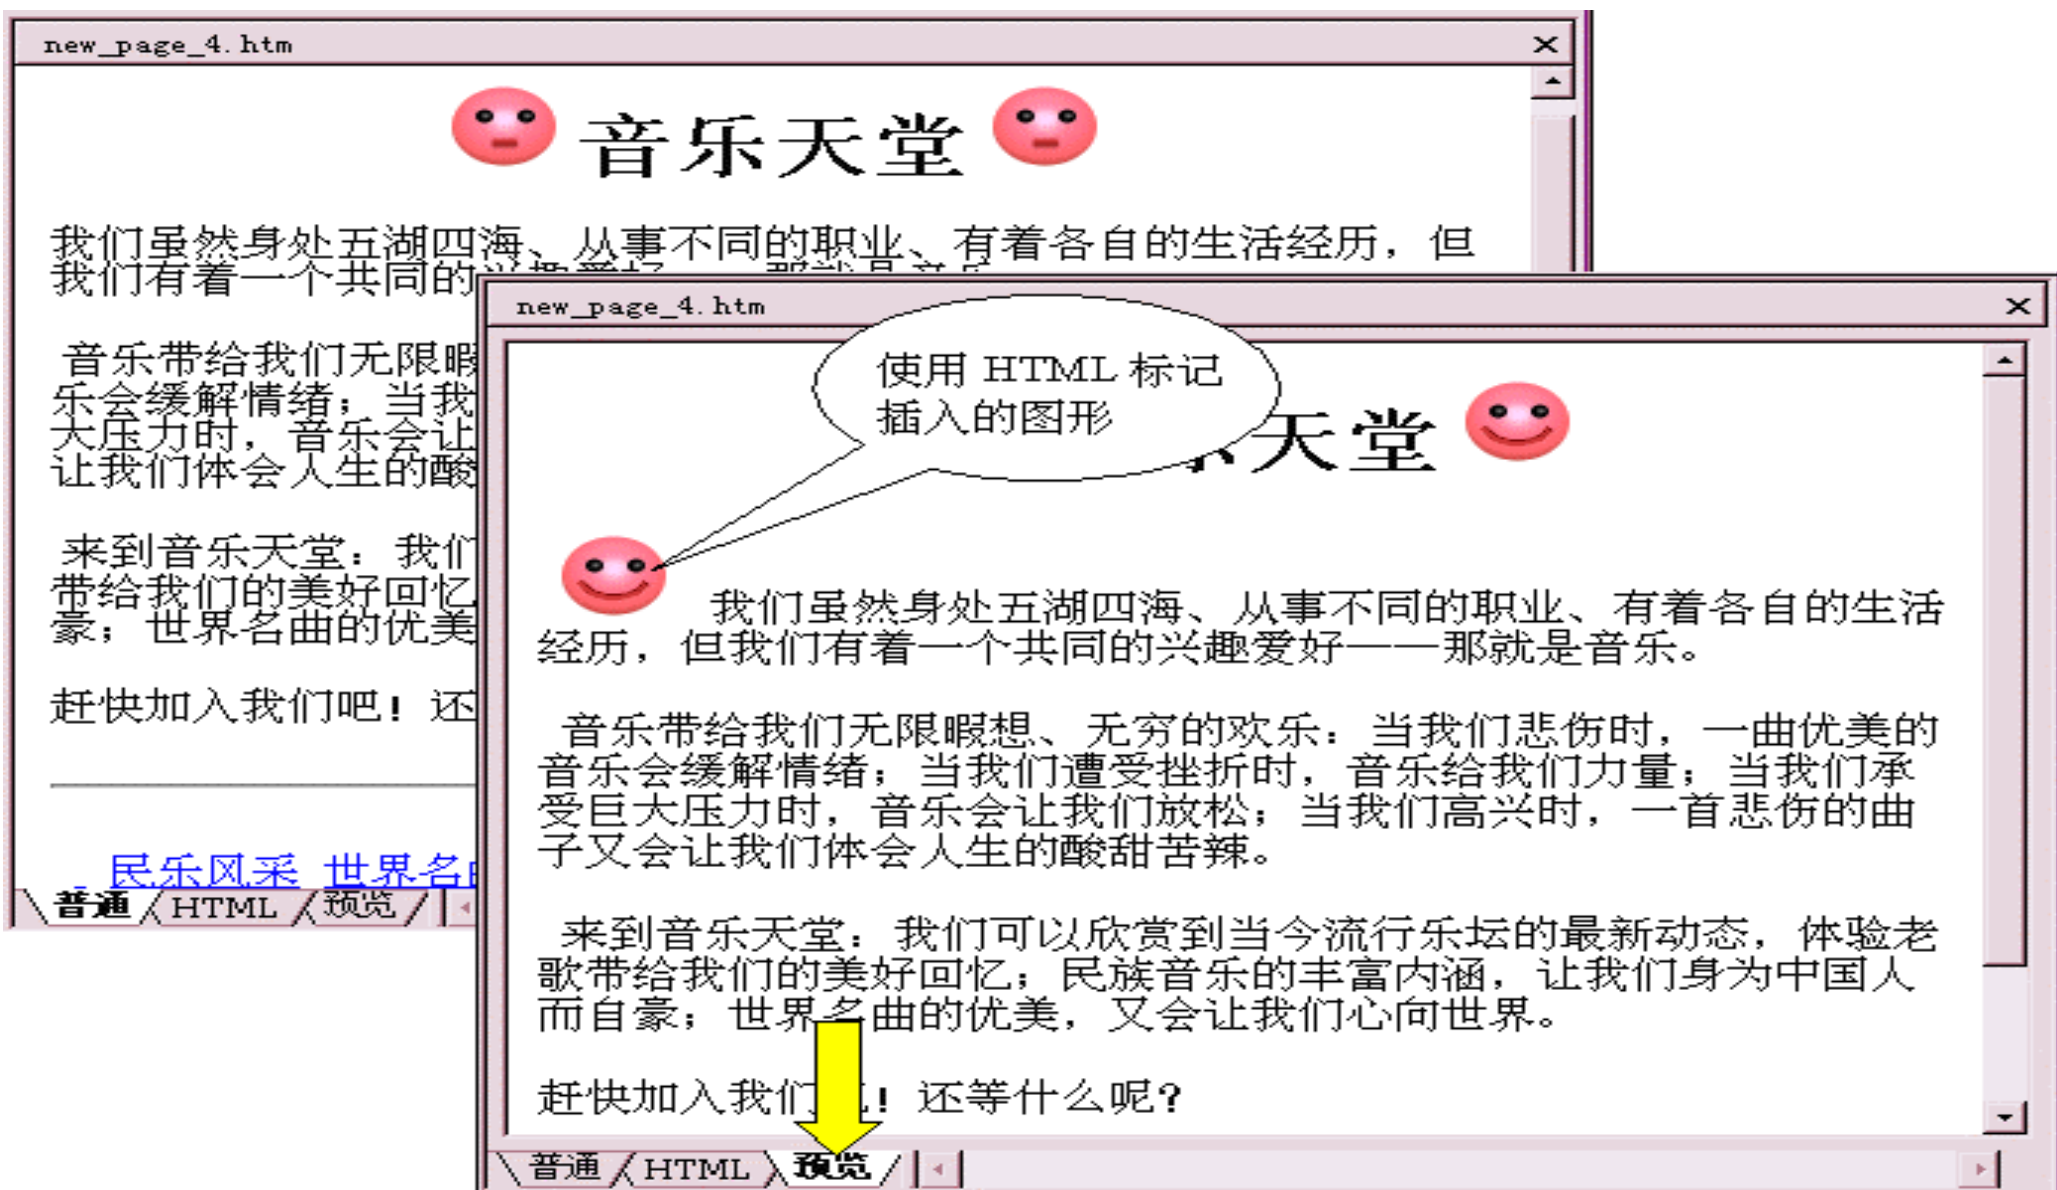 new_page_4.htm
音乐天堂
我们虽然身处五湖四海、从事不同的职业、有着各自的生活经历，但
我们有着一个共同的兴趣爱好——那就是音乐
音乐带给我们无限暇
乐会缓解情绪；当我
大压力时，音乐会让
让我们体会人生的酸
来到音乐天堂：我们
带给我们的美好回忆
豪；世界名曲的优美
赶快加入我们吧！还
民乐风采 世界名曲
普通 HTML 预览
new_page_4.htm
使用 HTML 标记
插入的图形
乐天堂
我们虽然身处五湖四海、从事不同的职业、有着各自的生活
经历，但我们有着一个共同的兴趣爱好——那就是音乐。
音乐带给我们无限暇想、无穷的欢乐：当我们悲伤时，一曲优美的
音乐会缓解情绪；当我们遭受挫折时，音乐给我们力量；当我们承
受巨大压力时，音乐会让我们放松；当我们高兴时，一首悲伤的曲
子又会让我们体会人生的酸甜苦辣。
来到音乐天堂：我们可以欣赏到当今流行乐坛的最新动态，体验老
歌带给我们的美好回忆；民族音乐的丰富内涵，让我们身为中国人
而自豪；世界名曲的优美，又会让我们心向世界。
赶快加入我们吧！还等什么呢？
普通 HTML 预览